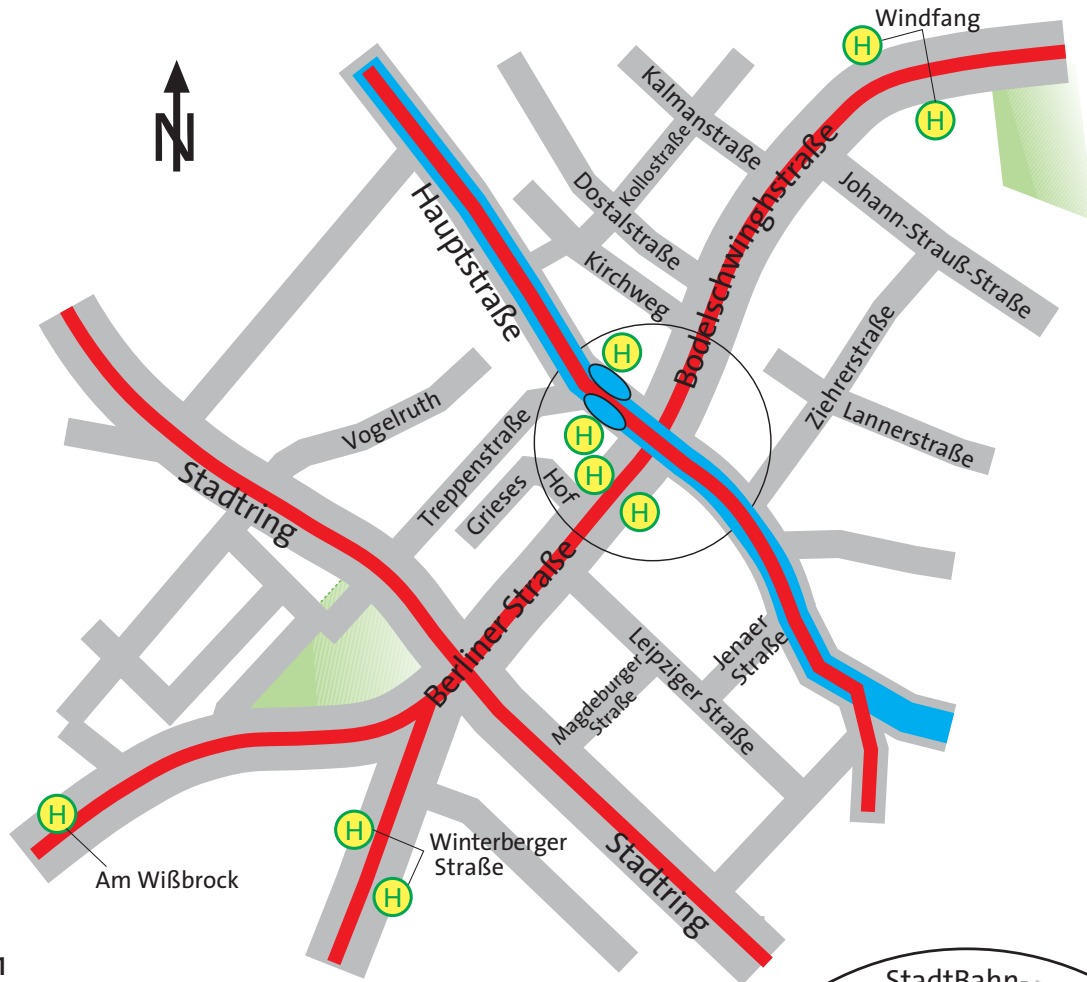 Windfang
H
H
N
Kalmanstraße
Kollostraße
Dostalstraße
Johann-Strauß-Straße
Hauptstraße
Kirchweg
Bodelschwinghstraße
Ziehrerstraße
Lannerstraße
H
H
H
H
Vogelruth
Treppenstraße
Grieses
Hof
Stadtring
Berliner Straße
Leipziger Straße
Jenaer
Straße
Magdeburger
Straße
H
Am Wißbrock
H
H
Winterberger
Straße
Stadtring
StadtBahn-